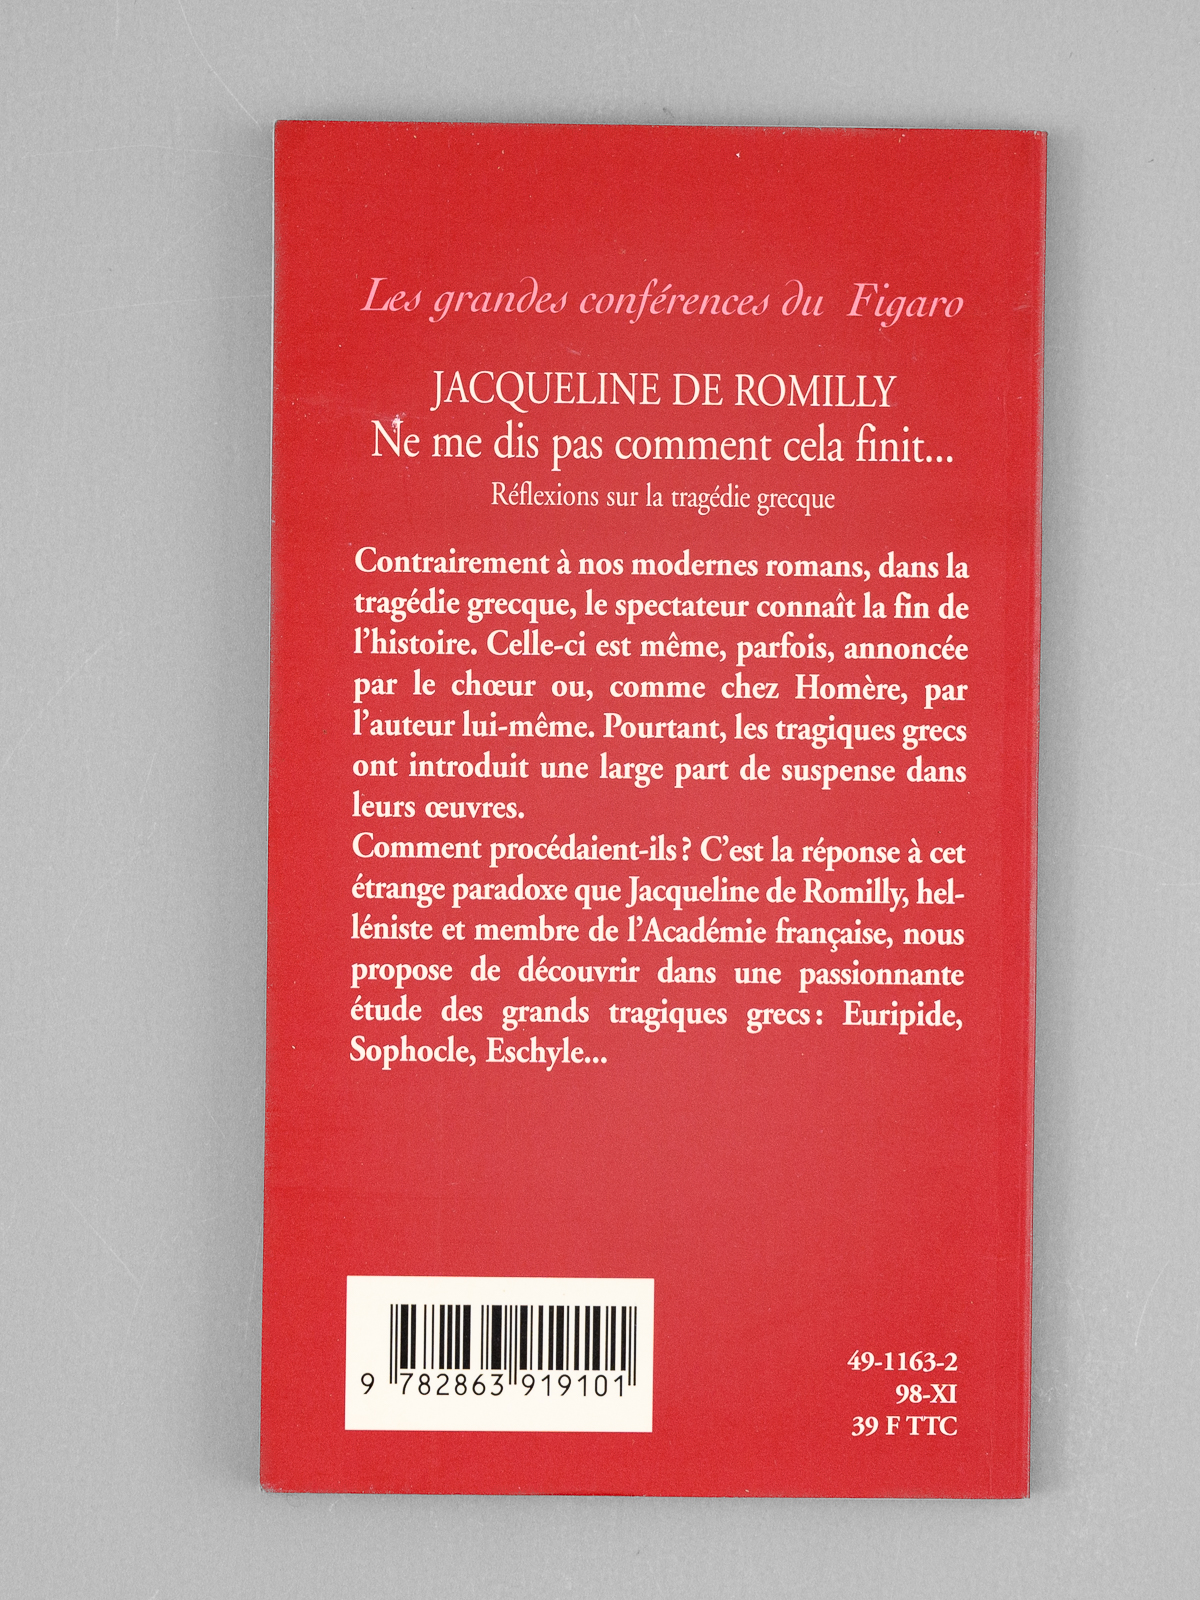 Les grandes conférences du Figaro
JACQUELINE DE ROMILLY
Ne me dis pas comment cela finit...
Réflexions sur la tragédie grecque
Contrairement à nos modernes romans, dans la
tragédie grecque, le spectateur connaît la fin de
l'histoire. Celle-ci est même, parfois, annoncée
par le chœur ou, comme chez Homère, par
l'auteur lui-même. Pourtant, les tragiques grecs
ont introduit une large part de suspense dans
leurs œuvres.
Comment procédaient-ils ? C'est la réponse à cet
étrange paradoxe que Jacqueline de Romilly, hel-
léniste et membre de l'Académie française, nous
propose de découvrir dans une passionnante
étude des grands tragiques grecs : Euripide,
Sophocle, Eschyle...
9 782863 919101
49-1163-2
98-XI
39 F TTC